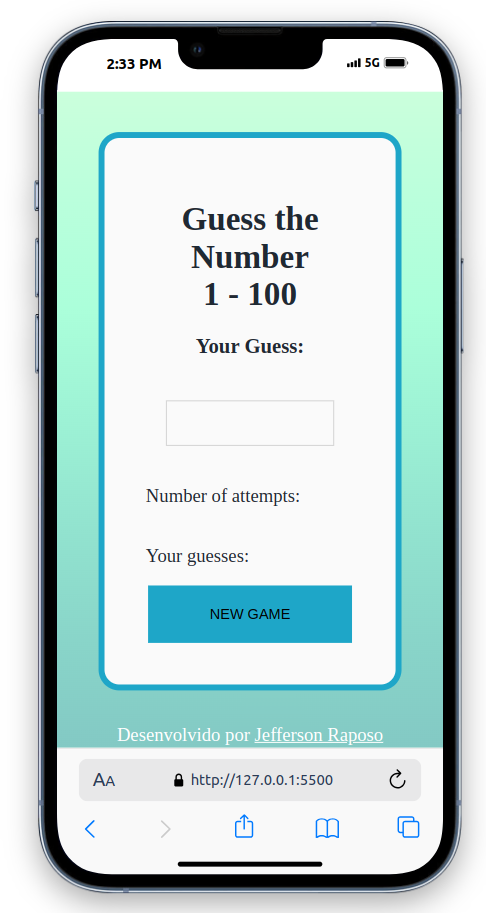 2:33 PM 5G
Guess the
Number
1 - 100
Your Guess:
Number of attempts:
Your guesses:
NEW GAME
Desenvolvido por Jefferson Raposo
AA http://127.0.0.1:5500